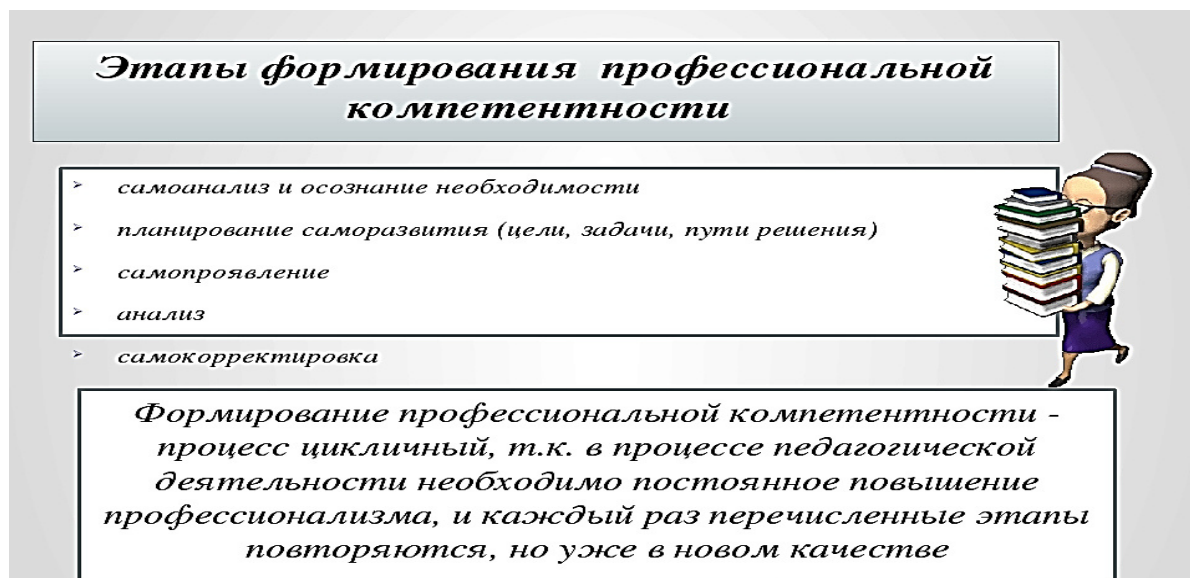 Этапы формирования профессиональной
компетентности
самоанализ и осознание необходимости
планирование саморазвития (цели, задачи, пути решения)
самопроявление
анализ
самокорректировка
Формирование профессиональной компетентности -
процесс цикличный, т.к. в процессе педагогической
деятельности необходимо постоянное повышение
профессионализма, и каждый раз перечисленные этапы
повторяются, но уже в новом качестве